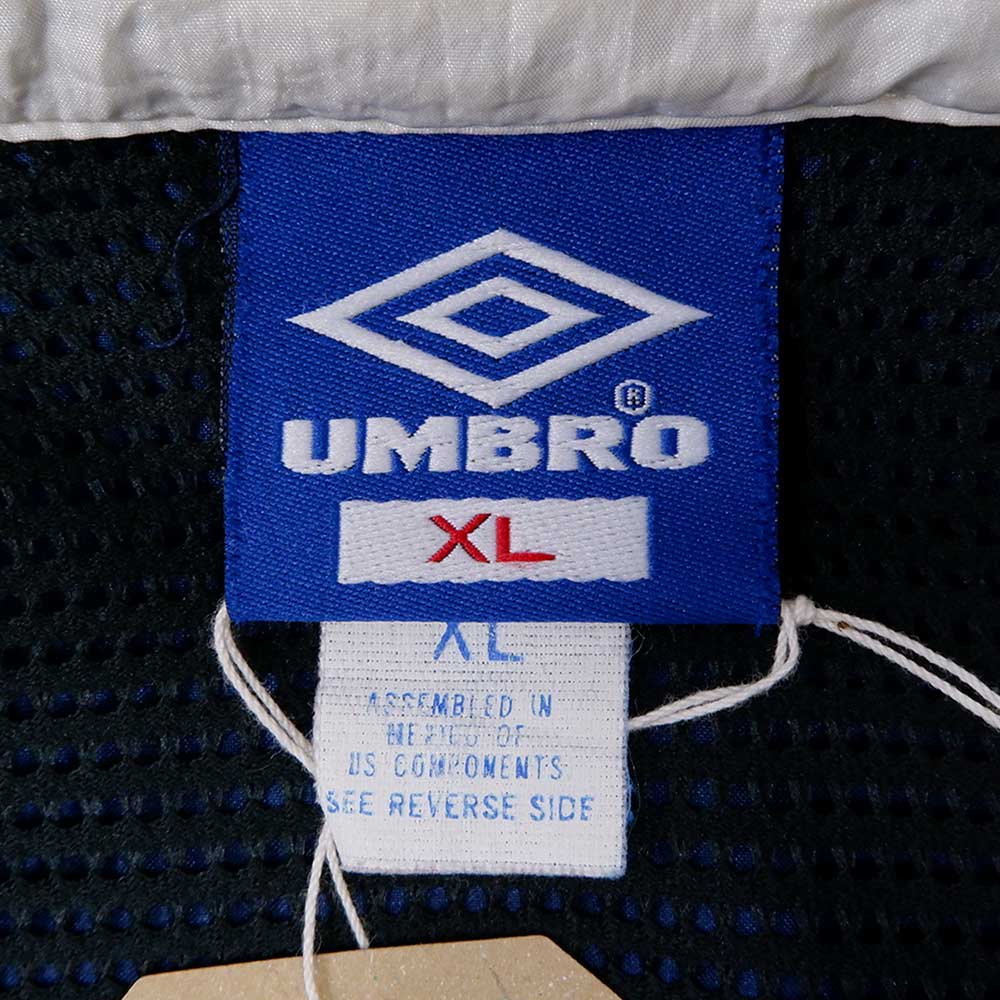 UMBRO®
XL
XL
ASSEMBLED IN
MEXICO OF
US COMPONENTS
SEE REVERSE SIDE